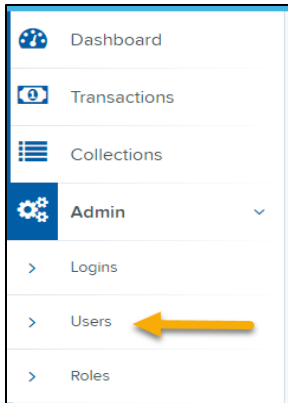 Dashboard
Transactions
Collections
Admin
Logins
Users
Roles